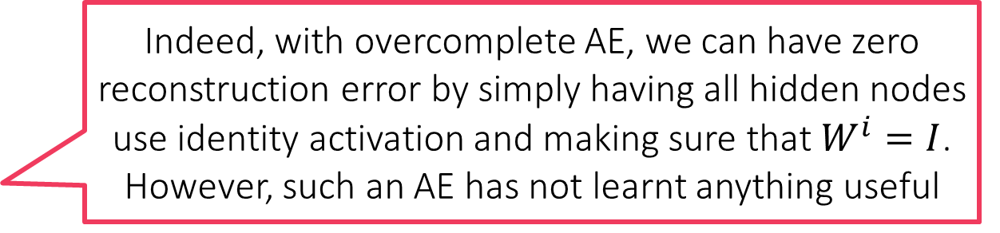 Indeed, with overcomplete AE, we can have zero
reconstruction error by simply having all hidden nodes
use identity activation and making sure that Wⁱ = I.
However, such an AE has not learnt anything useful